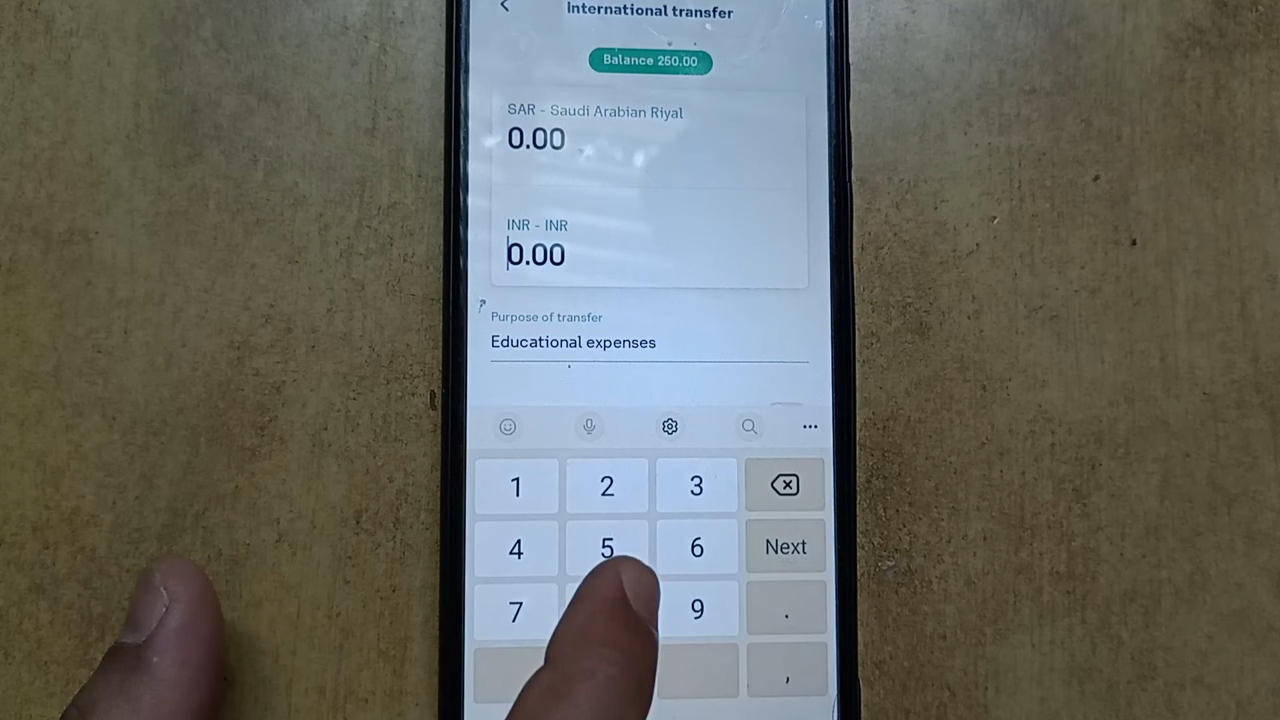 International transfer
Balance 250.00
SAR - Saudi Arabian Riyal
0.00
INR - INR
0.00
Purpose of transfer
Educational expenses
1 2 3
4 5 6 Next
7 9 .
,